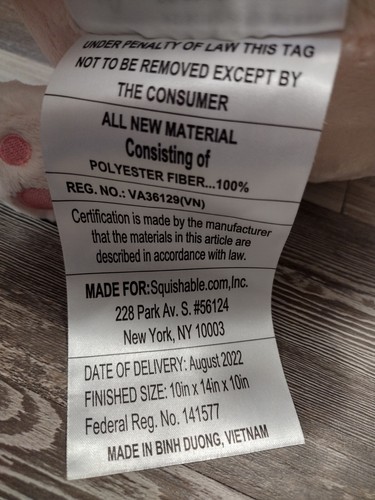 UNDER PENALTY OF LAW THIS TAG
NOT TO BE REMOVED EXCEPT BY
THE CONSUMER
ALL NEW MATERIAL
Consisting of
POLYESTER FIBER...100%
REG. NO.: VA36129(VN)
Certification is made by the manufacturer
that the materials in this article are
described in accordance with law.
MADE FOR:Squishable.com,Inc.
228 Park Av. S. #56124
New York, NY 10003
DATE OF DELIVERY: August 2022
FINISHED SIZE: 10in x 14in x 10in
Federal Reg. No. 141577
MADE IN BINH DUONG, VIETNAM